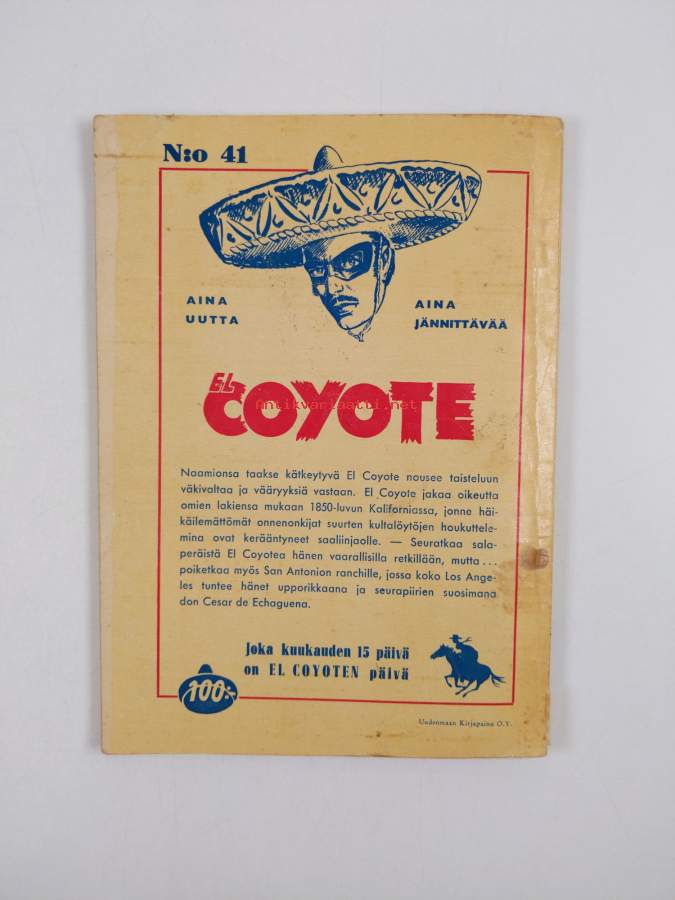 N:o 41
AINA
UUTTA
AINA
JÄNNITTÄVÄÄ
EL
COYOTE
Antikvariaatti.net
Naamionsa taakse kätkeytyvä El Coyote nousee taisteluun
väkivaltaa ja vääryyksiä vastaan. El Coyote jakaa oikeutta
omien lakiensa mukaan 1850-luvun Kaliforniassa, jonne häi-
käilemättömät onnenonkijat suurten kultalöytöjen houkuttele-
mina ovat kerääntyneet saaliinjaolle. — Seuratkaa sala-
peräistä El Coyotea hänen vaarallisilla retkillään, mutta ...
poiketkaa myös San Antonion ranchille, jossa koko Los Ange-
les tuntee hänet upporikkaana ja seurapiirien suosimana
don Cesar de Echaguena.
Joka kuukauden 15 päivä
on EL COYOTEN päivä
100:-
Uudenmaan Kirjapaino O.Y.